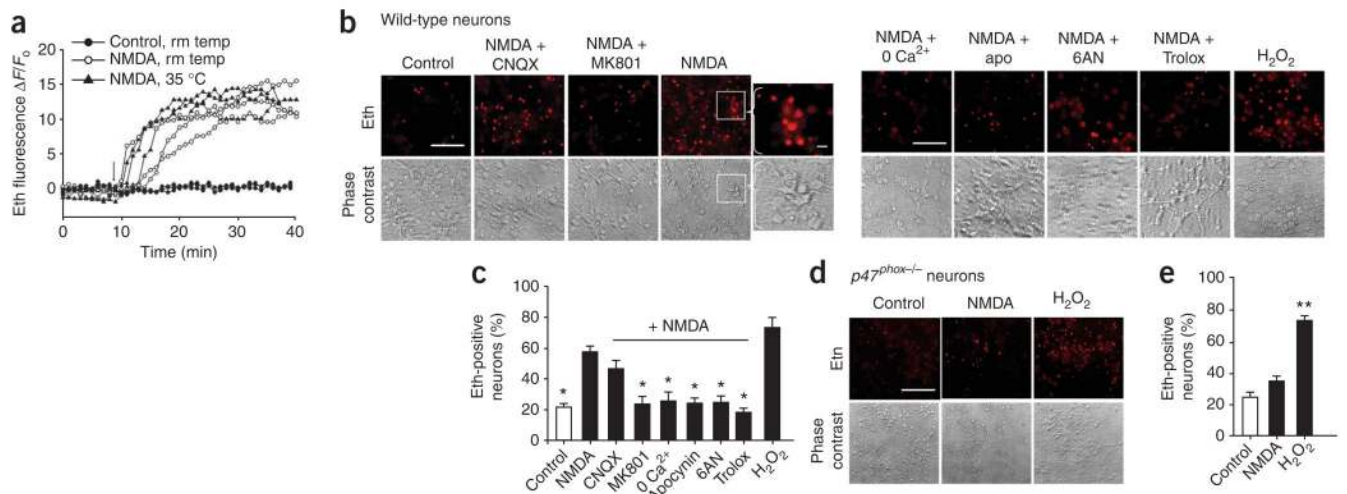 a
Eth fluorescence ΔF/Fo
20
15
10
5
0
0 10 20 30 40
Time (min)
Control, rm temp
NMDA, rm temp
NMDA, 35 °C
b Wild-type neurons
Control
NMDA +
CNQX
NMDA +
MK801
NMDA
NMDA +
0 Ca2+
NMDA +
apo
NMDA +
6AN
NMDA +
Trolox
H2O2
Eth
Phase
contrast
c
Eth-positive
neurons (%)
100
80
60
40
20
0
+ NMDA
* * * * * *
Control
NMDA
CNQX
MK801
0 Ca2+
Apocynin
6AN
Trolox
H2O2
d p47phox–/– neurons
Control NMDA H2O2
Etn
Phase
contrast
e
Eth-positive
neurons (%)
100
80
60
40
20
0
**
Control
NMDA
H2O2